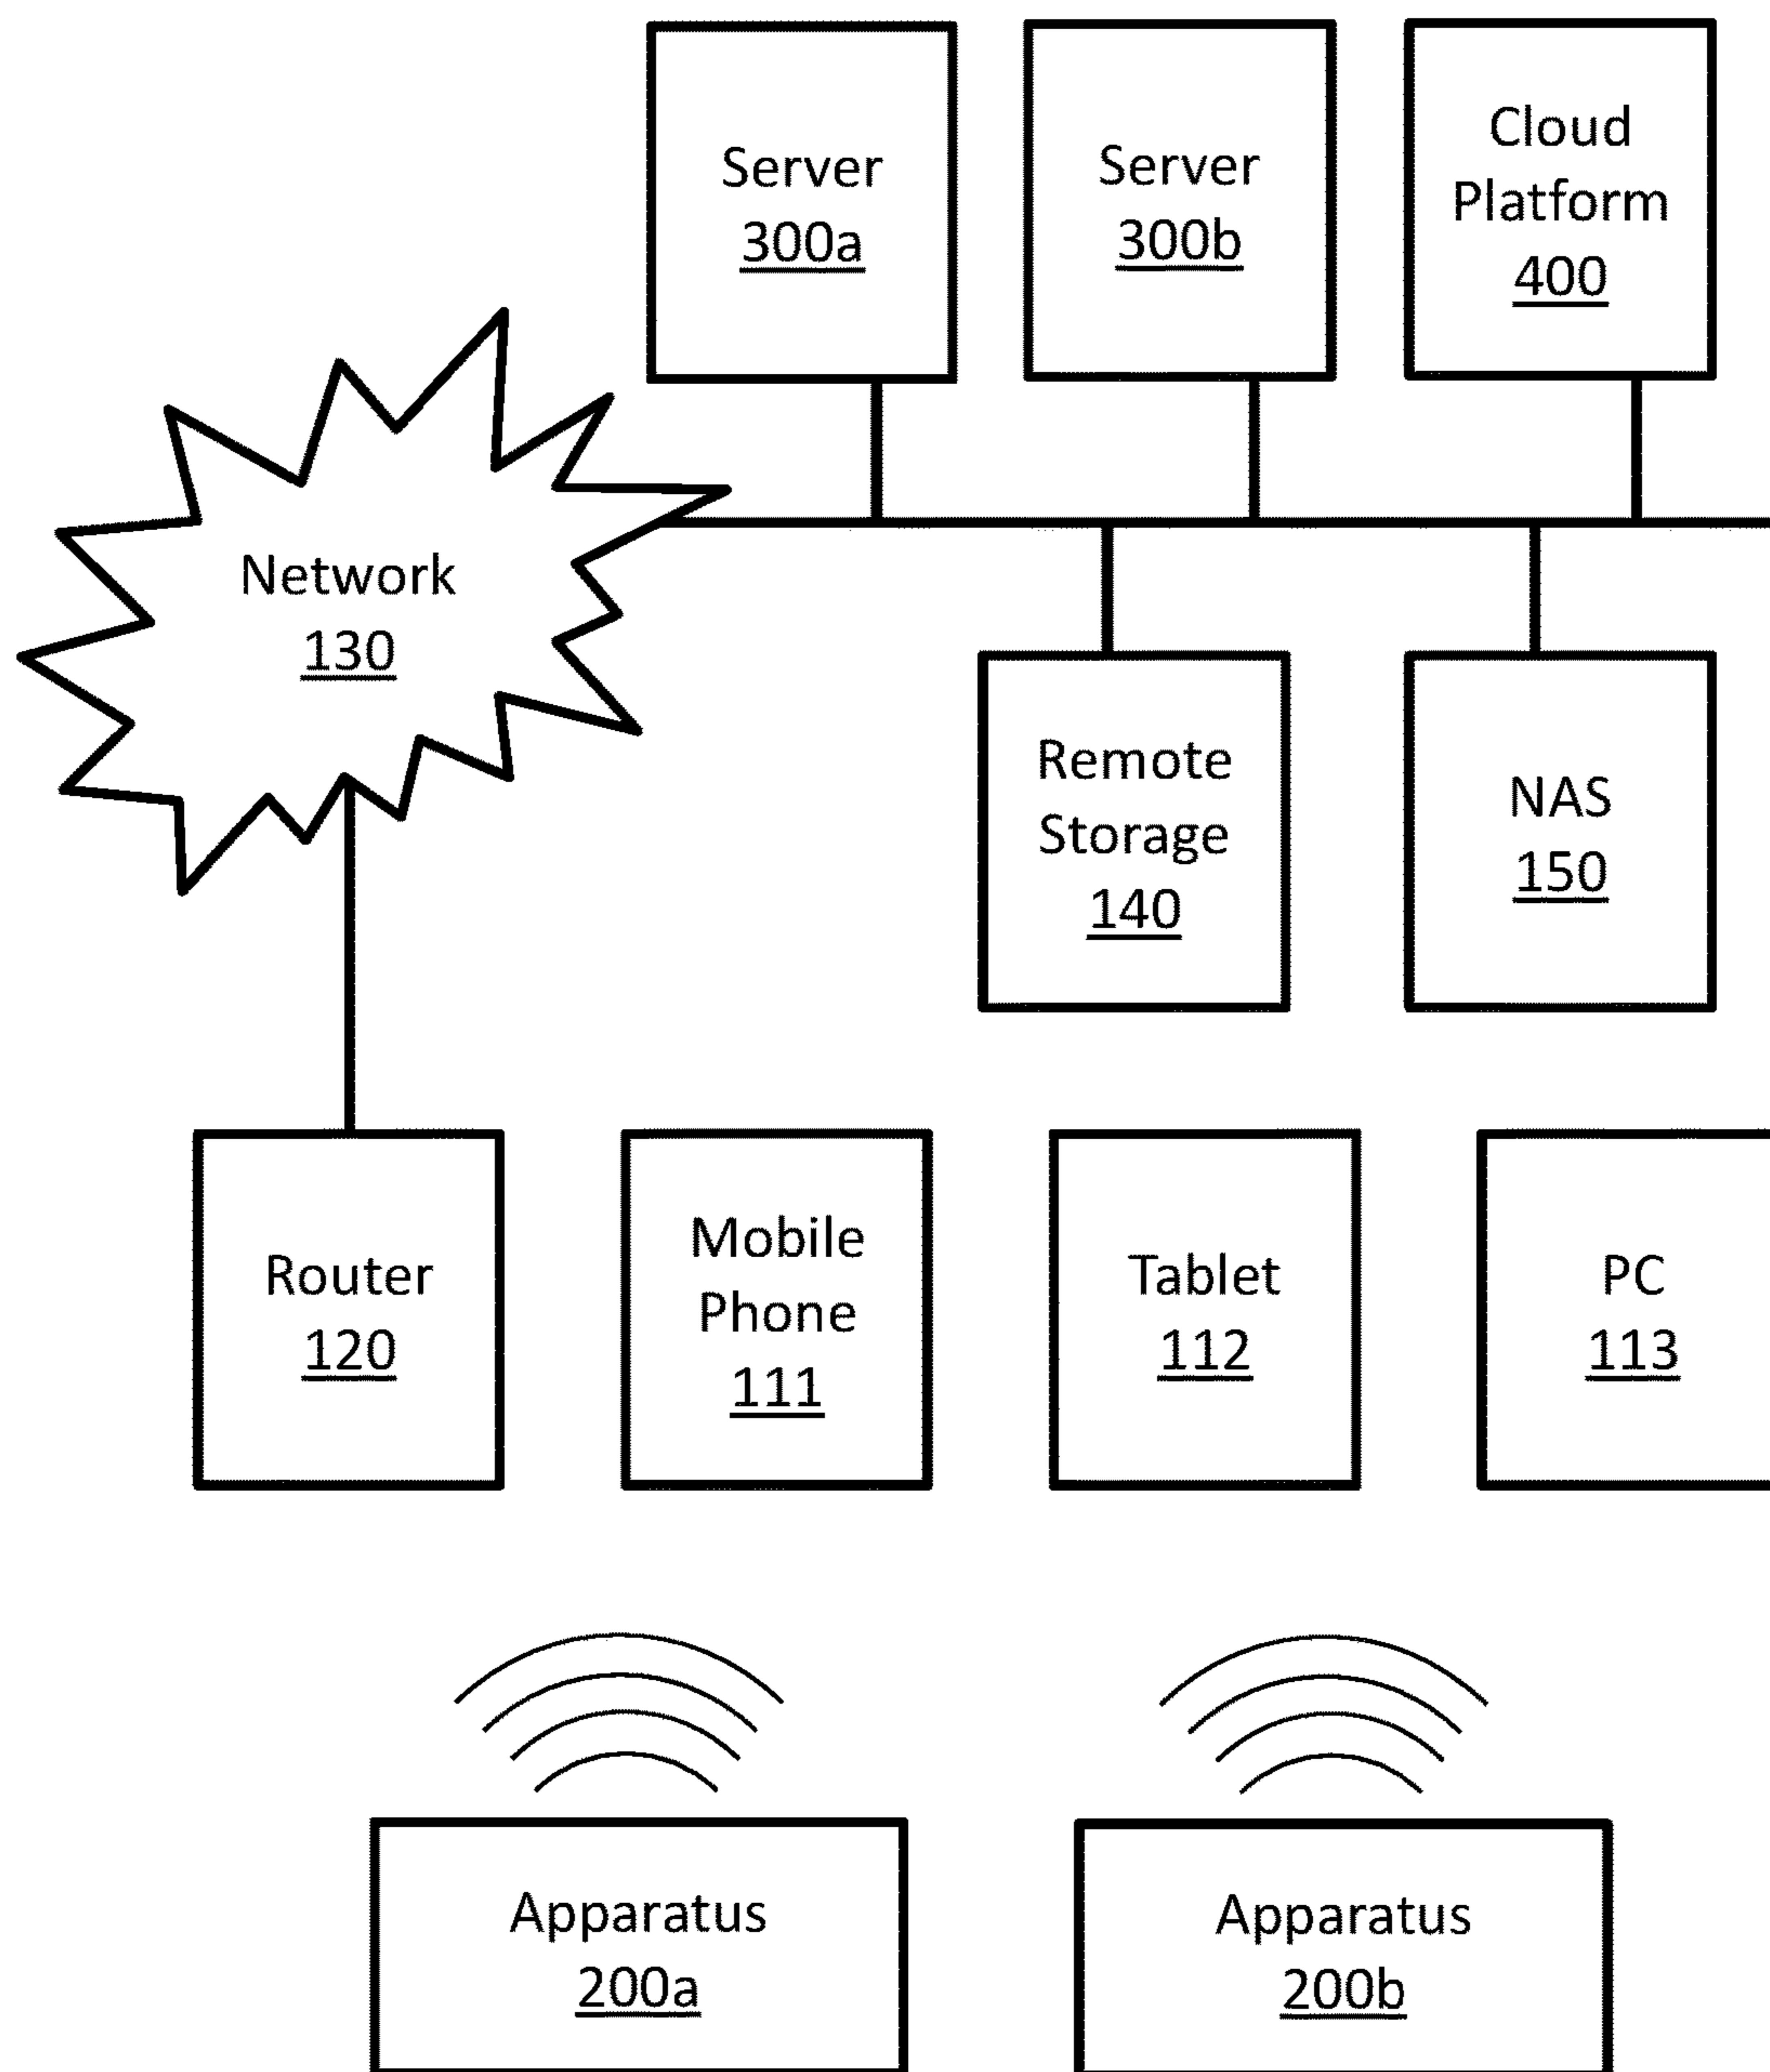 Server
300a
Server
300b
Cloud
Platform
400
Network
130
Remote
Storage
140
NAS
150
Router
120
Mobile
Phone
111
Tablet
112
PC
113
Apparatus
200a
Apparatus
200b